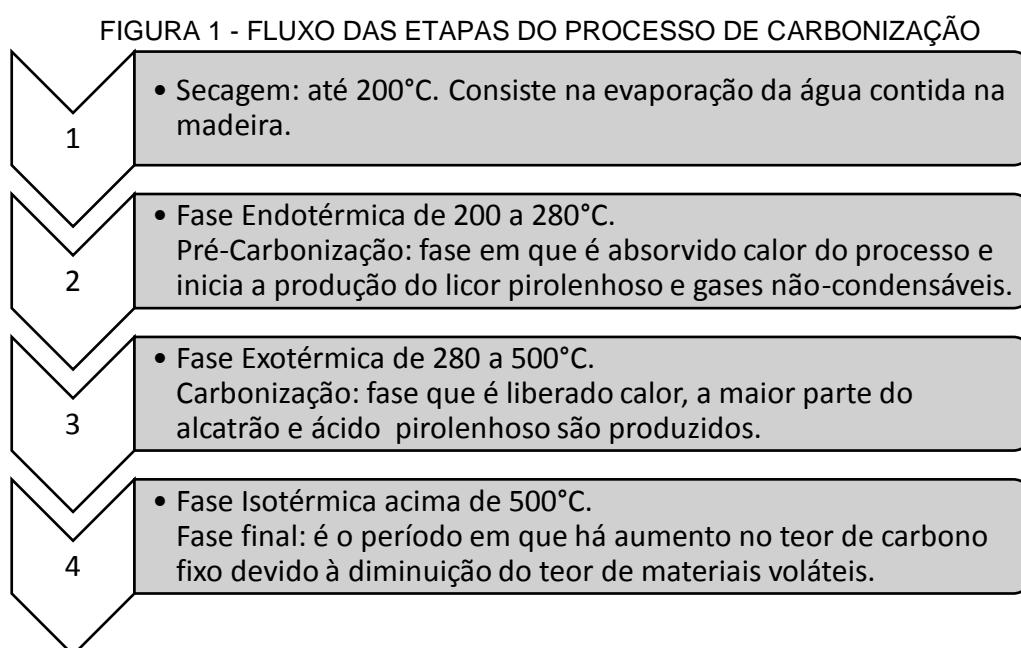 FIGURA 1 - FLUXO DAS ETAPAS DO PROCESSO DE CARBONIZAÇÃO
1
• Secagem: até 200°C. Consiste na evaporação da água contida na
madeira.
2
• Fase Endotérmica de 200 a 280°C.
Pré-Carbonização: fase em que é absorvido calor do processo e
inicia a produção do licor pirolenhoso e gases não-condensáveis.
3
• Fase Exotérmica de 280 a 500°C.
Carbonização: fase que é liberado calor, a maior parte do
alcatrão e ácido pirolenhoso são produzidos.
4
• Fase Isotérmica acima de 500°C.
Fase final: é o período em que há aumento no teor de carbono
fixo devido à diminuição do teor de materiais voláteis.